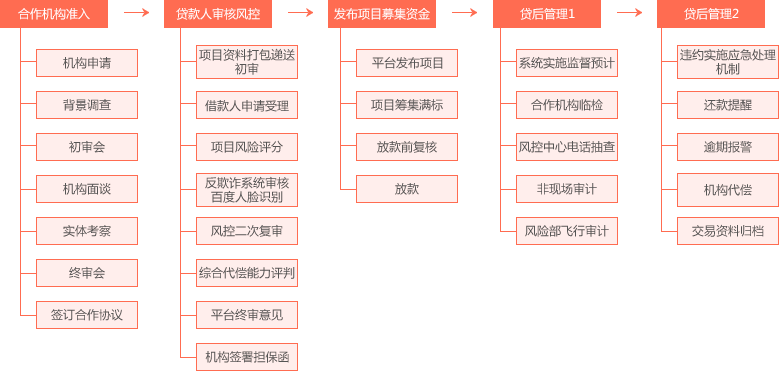 合作机构准入
机构申请
背景调查
初审会
机构面谈
实体考察
终审会
签订合作协议
贷款人审核风控
项目资料打包递送
初审
借款人申请受理
项目风险评分
反欺诈系统审核
百度人脸识别
风控二次复审
综合代偿能力评判
平台终审意见
机构签署担保函
发布项目募集资金
平台发布项目
项目筹集满标
放款前复核
放款
贷后管理1
系统实施监督预计
合作机构临检
风控中心电话抽查
非现场审计
风险部飞行审计
贷后管理2
违约实施应急处理
机制
还款提醒
逾期报警
机构代偿
交易资料归档